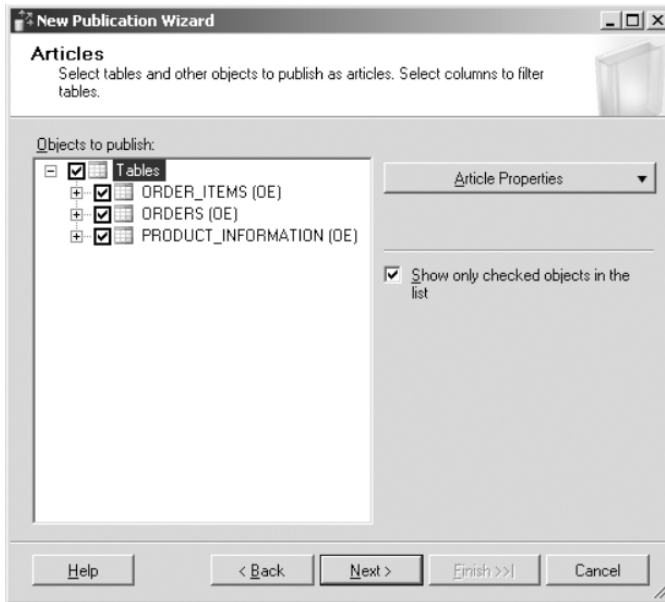 New Publication Wizard
Articles
Select tables and other objects to publish as articles. Select columns to filter
tables.
Objects to publish:
Tables
ORDER_ITEMS (OE)
ORDERS (OE)
PRODUCT_INFORMATION (OE)
Article Properties
Show only checked objects in the
list
Help
< Back
Next >
Finish >>|
Cancel